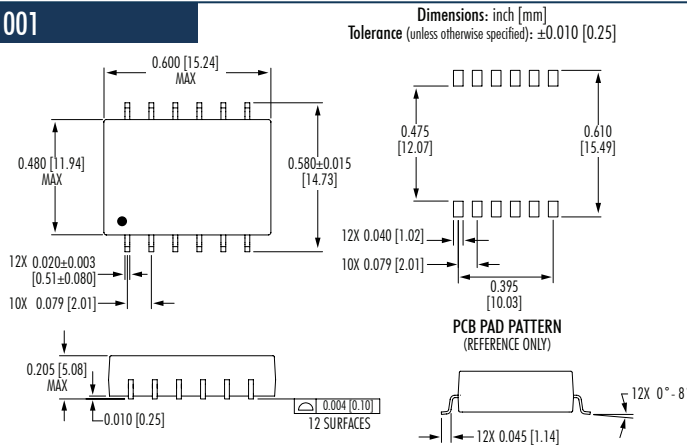 001
Dimensions: inch [mm]
Tolerance (unless otherwise specified): ±0.010 [0.25]
0.600 [15.24]
MAX
0.480 [11.94]
MAX
0.580±0.015
[14.73]
12X 0.020±0.003
[0.51±0.080]
10X 0.079 [2.01]
0.475
[12.07]
0.610
[15.49]
12X 0.040 [1.02]
10X 0.079 [2.01]
0.395
[10.03]
PCB PAD PATTERN
(REFERENCE ONLY)
0.205 [5.08]
MAX
0.010 [0.25]
0.004 [0.10]
12 SURFACES
12X 0°- 8°
12X 0.045 [1.14]